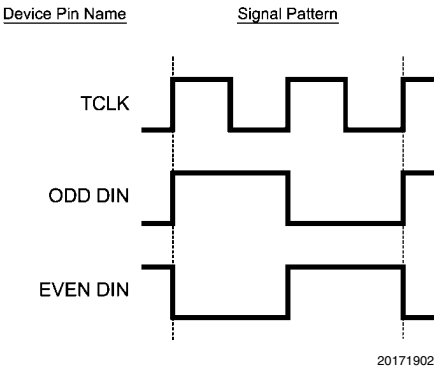 Device Pin Name Signal Pattern
TCLK
ODD DIN
EVEN DIN
20171902